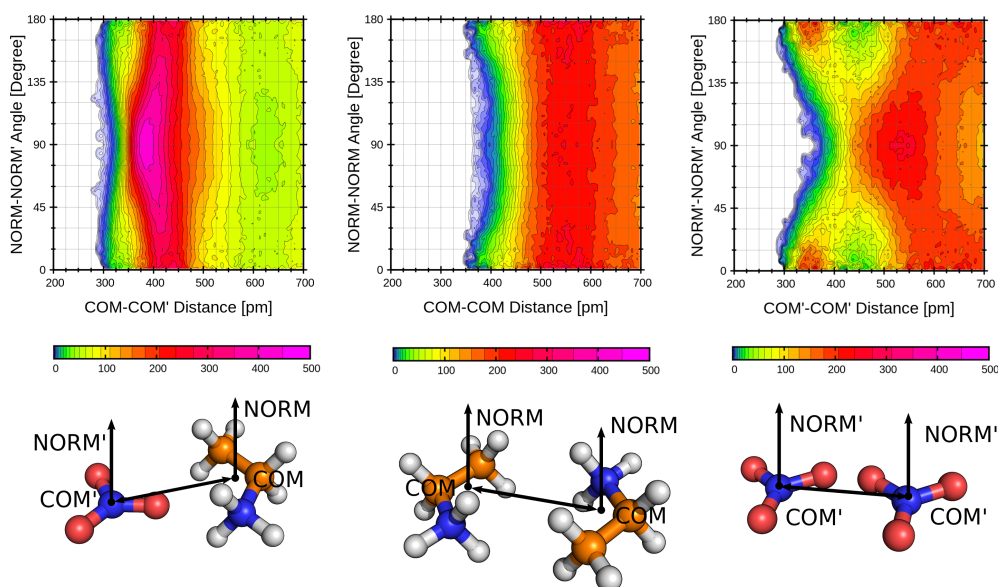 180
135
90
45
0
NORM-NORM' Angle [Degree]
200 300 400 500 600 700
COM-COM' Distance [pm]
180
135
90
45
0
NORM-NORM Angle [Degree]
200 300 400 500 600 700
COM-COM Distance [pm]
180
135
90
45
0
NORM'-NORM' Angle [Degree]
200 300 400 500 600 700
COM'-COM' Distance [pm]
0 100 200 300 400 500
0 100 200 300 400 500
0 100 200 300 400 500
NORM'
NORM
COM'
COM
NORM
NORM
COM
COM
NORM'
NORM'
COM'
COM'